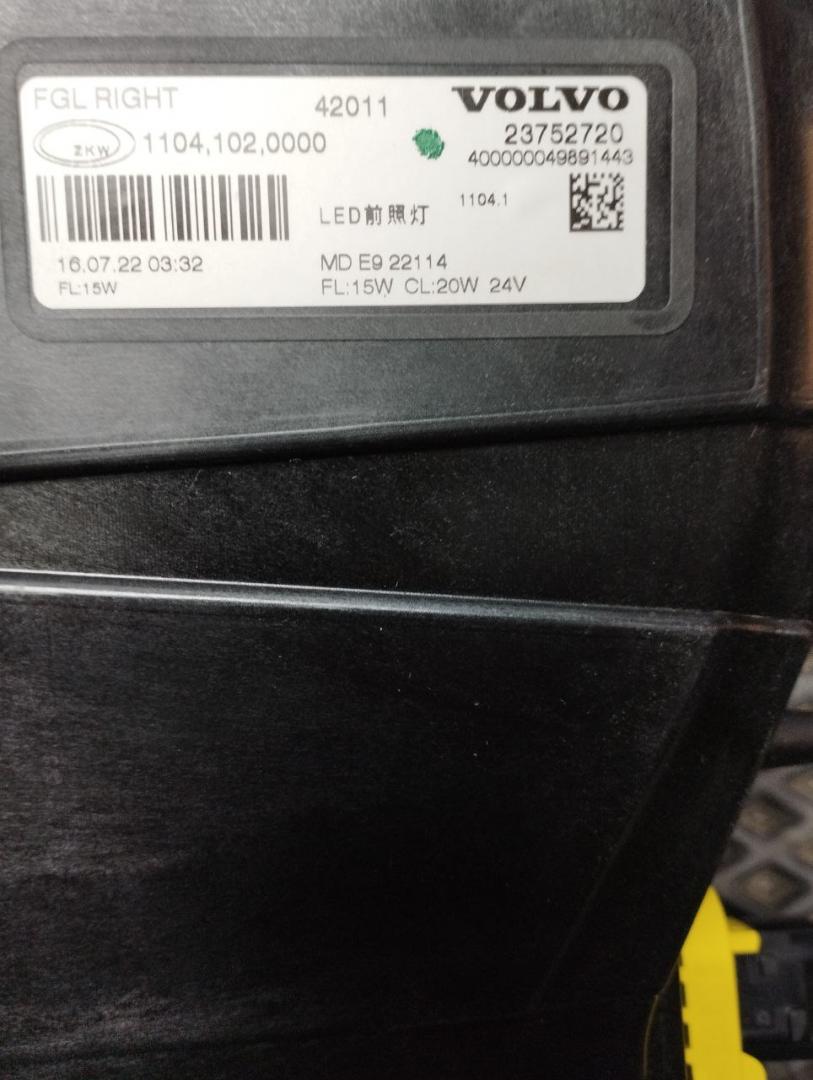 FGL RIGHT 42011 VOLVO
ZKW 1104,102,0000 23752720
400000049891443
LED前照灯 1104.1
16.07.22 03:32 MD E9 22114
FL:15W FL:15W CL:20W 24V